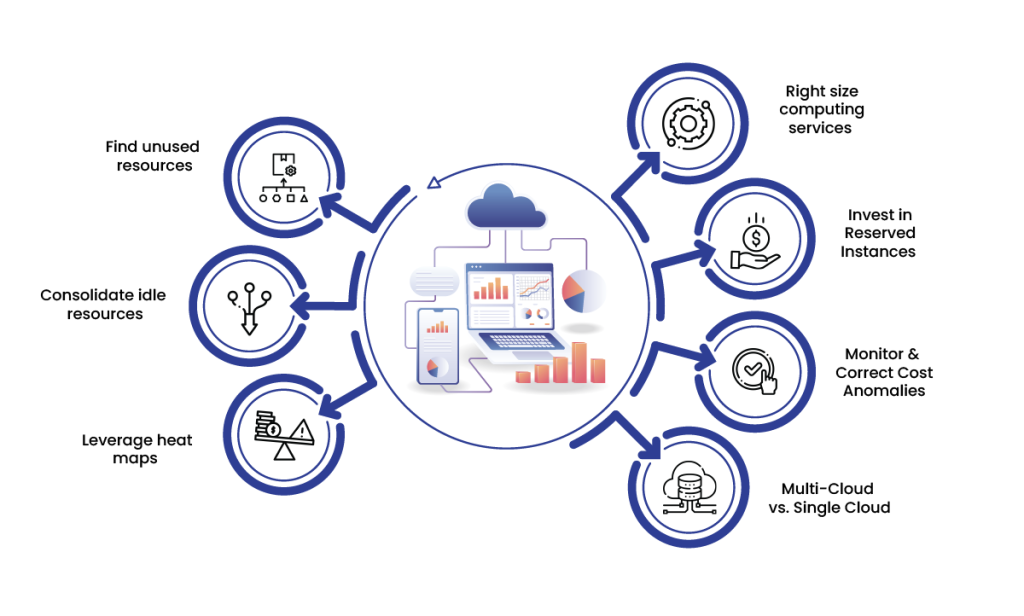 Find unused
resources
Consolidate idle
resources
Leverage heat
maps
Right size
computing
services
Invest in
Reserved
Instances
Monitor &
Correct Cost
Anomalies
Multi-Cloud
vs. Single Cloud